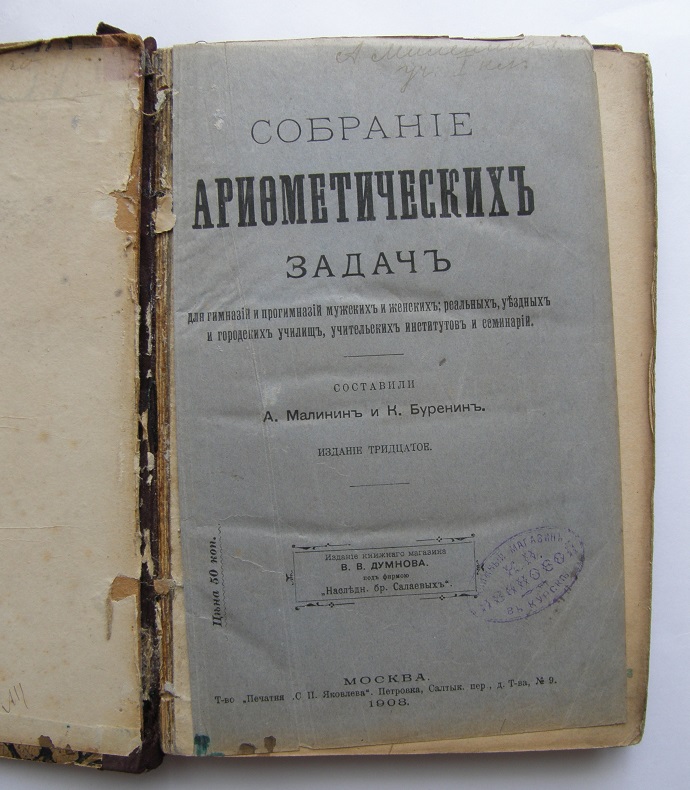 СОБРАНІЕ
АРИѲМЕТИЧЕСКИХЪ
ЗАДАЧЪ
для гимназій и прогимназій мужскихъ и женскихъ; реальныхъ, уѣздныхъ
и городскихъ училищъ, учительскихъ институтовъ и семинарій.
СОСТАВИЛИ
А. Малининъ и К. Буренинъ.
ИЗДАНІЕ ТРИДЦАТОЕ.
Цѣна 50 коп.
Изданіе книжнаго магазина
В. В. ДУМНОВА.
подъ фирмою
„Наслѣдн. бр. Салаевыхъ".
МАГАЗИНЪ
МОСКВА.
Т-во „Печатня С. П. Яковлева". Петровка, Салтык. пер., д. Т-ва, № 9.
1903.